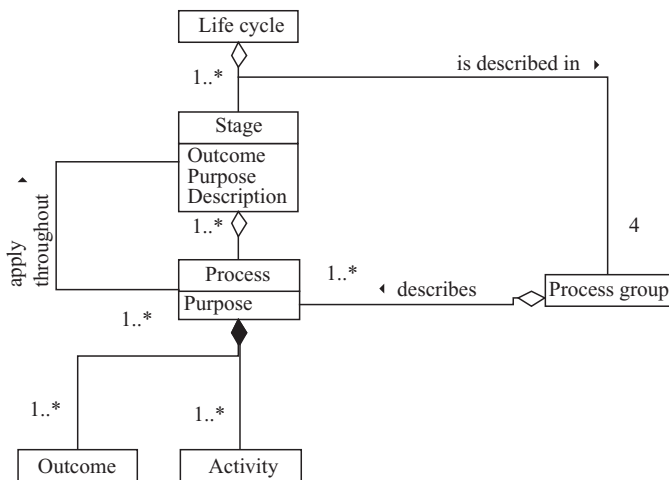 Life cycle
is described in
1..*
Stage
Outcome
Purpose
Description
apply
throughout
1..*
4
Process
1..*
describes
Process group
Purpose
1..*
1..*
1..*
Outcome
Activity